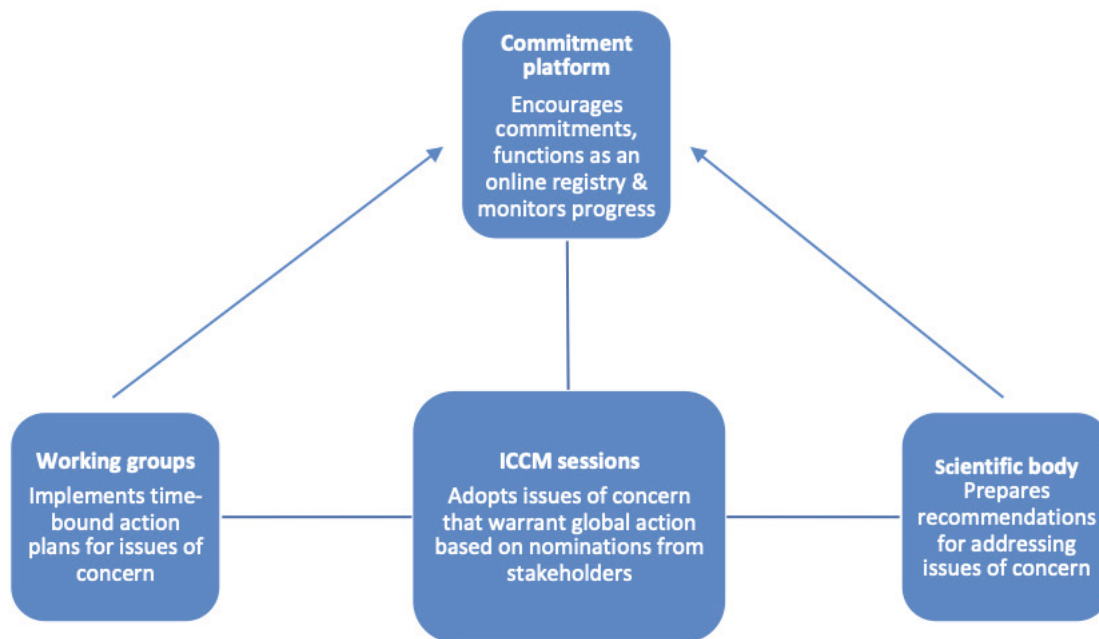 Commitment
platform
Encourages
commitments,
functions as an
online registry &
monitors progress
Working groups
Implements time-
bound action
plans for issues of
concern
ICCM sessions
Adopts issues of concern
that warrant global action
based on nominations from
stakeholders
Scientific body
Prepares
recommendations
for addressing
issues of concern